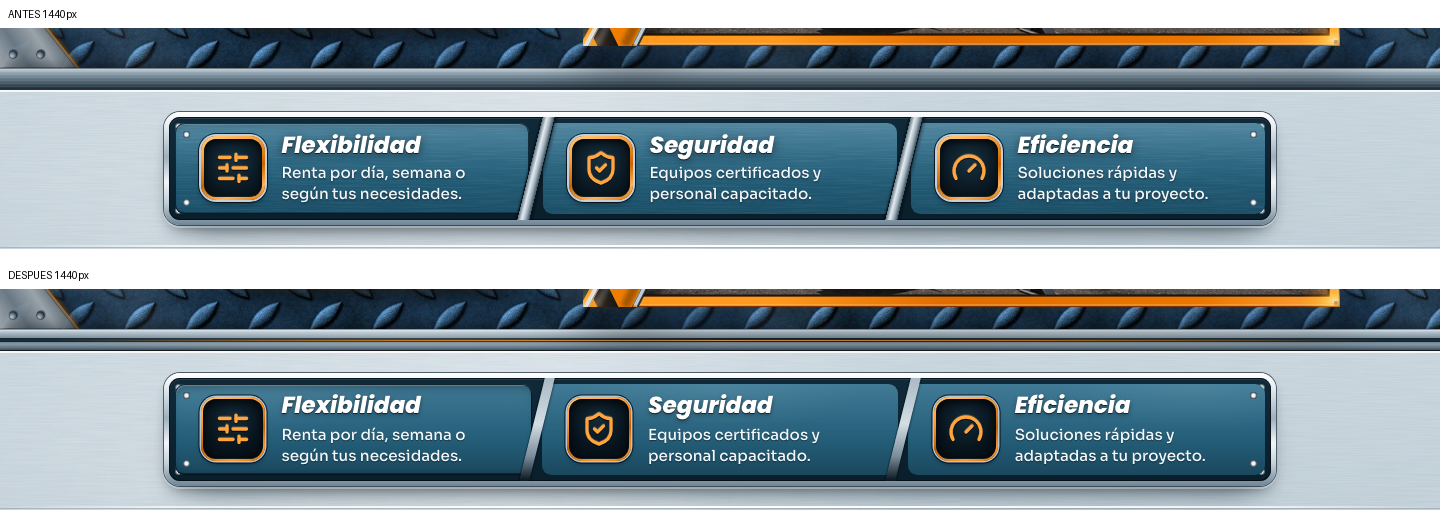 ANTES 1440px
Flexibilidad
Renta por día, semana o
según tus necesidades.
Seguridad
Equipos certificados y
personal capacitado.
Eficiencia
Soluciones rápidas y
adaptadas a tu proyecto.
DESPUES 1440px
Flexibilidad
Renta por día, semana o
según tus necesidades.
Seguridad
Equipos certificados y
personal capacitado.
Eficiencia
Soluciones rápidas y
adaptadas a tu proyecto.